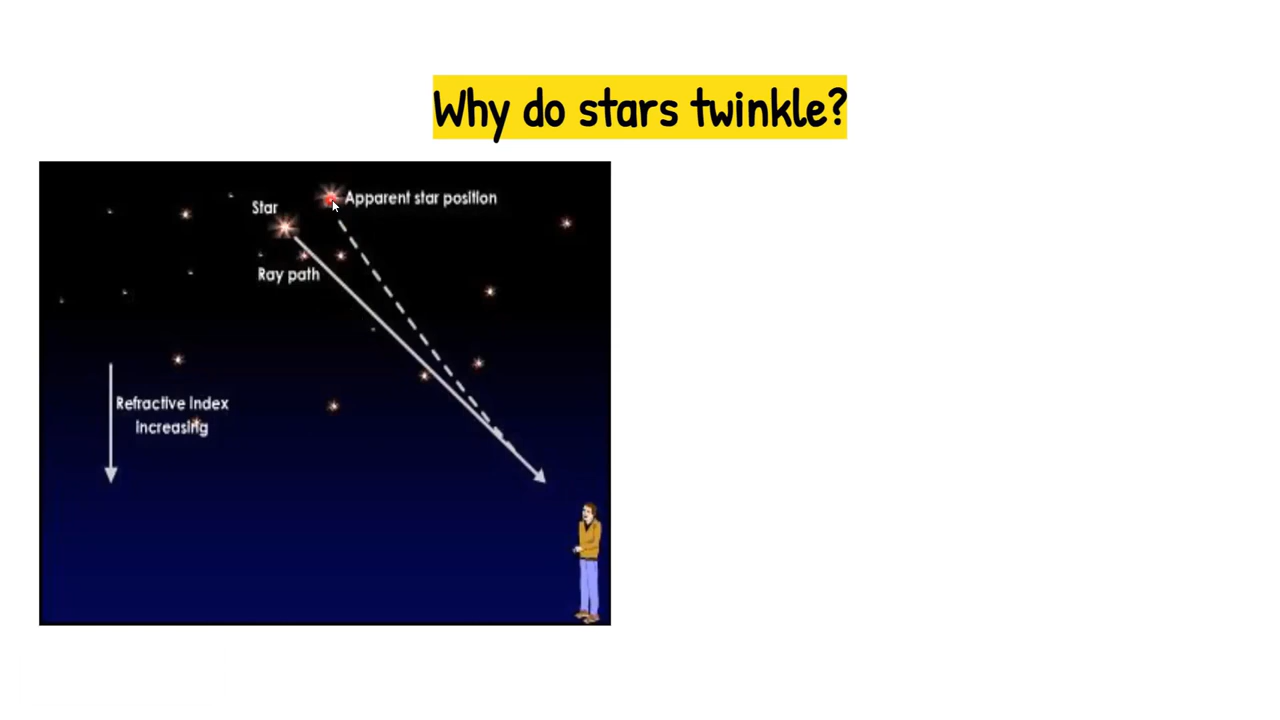 Why do stars twinkle?
Apparent star position
Star
Ray path
Refractive index
increasing